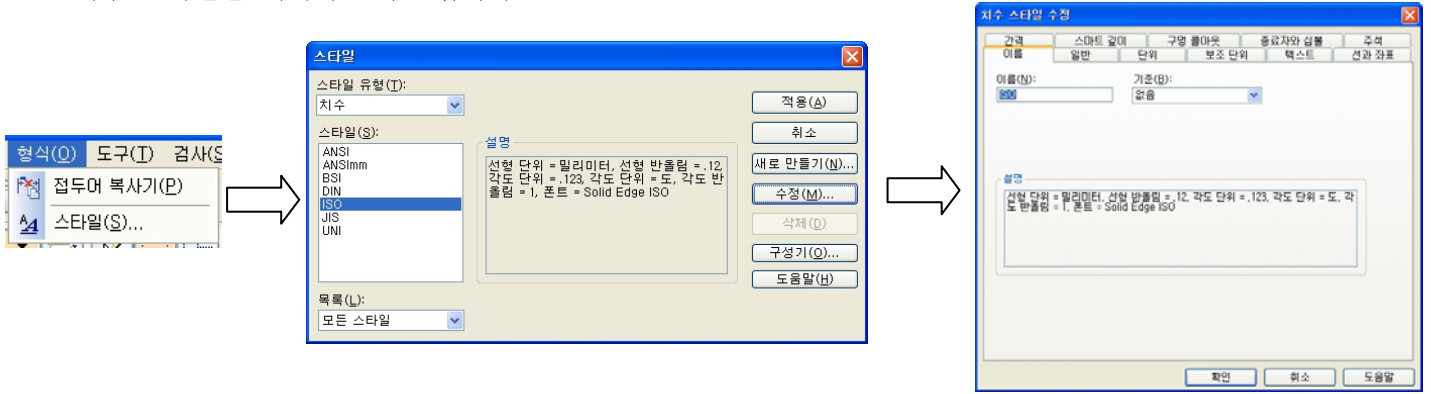 형식(O) 도구(T) 검사(S
접두어 복사기(P)
스타일(S)...
스타일
스타일 유형(T):
치수
스타일(S):
ANSI
ANSImm
BSI
DIN
ISO
JIS
UNI
목록(L):
모든 스타일
설명
선형 단위 = 밀리미터, 선형 반올림 = .12,
각도 단위 = .123, 각도 단위 = 도, 각도 반
올림 = 1, 폰트 = Solid Edge ISO
적용(A)
취소
새로 만들기(N)...
수정(M)...
삭제(D)
구성기(O)...
도움말(H)
치수 스타일 수정
간격 스마트 깊이 구멍 콜아웃 종료자와 심볼 주석
이름 일반 단위 보조 단위 텍스트 선과 좌표
이름(N): 기준(B):
ISO 없음
설명
선형 단위 = 밀리미터, 선형 반올림 = .12, 각도 단위 = .123, 각도 단위 = 도, 각
도 반올림 = 1, 폰트 = Solid Edge ISO
확인 취소 도움말